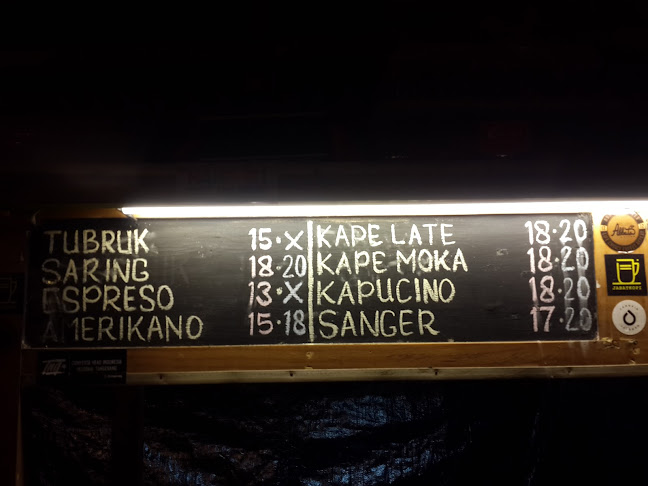 TUBRUK 15·X
SARING 18·20
ESPRESO 13·X
AMERIKANO 15·18
KAPE LATE 18·20
KAPE MOKA 18·20
KAPUCINO 18·20
SANGER 17·20